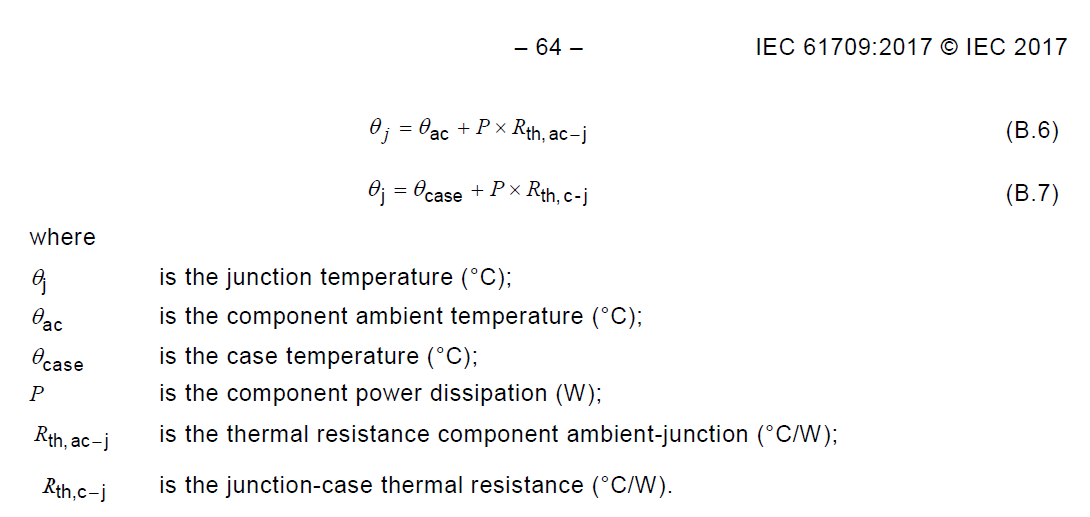 – 64 – IEC 61709:2017 © IEC 2017
θj = θac + P × Rth, ac–j (B.6)
θj = θcase + P × Rth, c-j (B.7)
where
θj is the junction temperature (°C);
θac is the component ambient temperature (°C);
θcase is the case temperature (°C);
P is the component power dissipation (W);
Rth, ac–j is the thermal resistance component ambient-junction (°C/W);
Rth,c–j is the junction-case thermal resistance (°C/W).